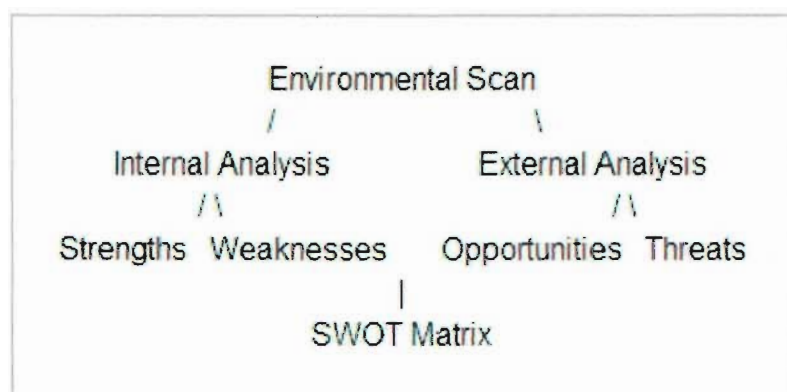 Environmental Scan
/ \
Internal Analysis External Analysis
/ \ / \
Strengths Weaknesses Opportunities Threats
|
SWOT Matrix